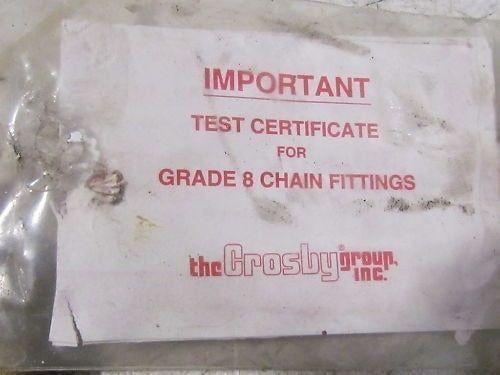 IMPORTANT
TEST CERTIFICATE
FOR
GRADE 8 CHAIN FITTINGS
the Crosby® group, inc.